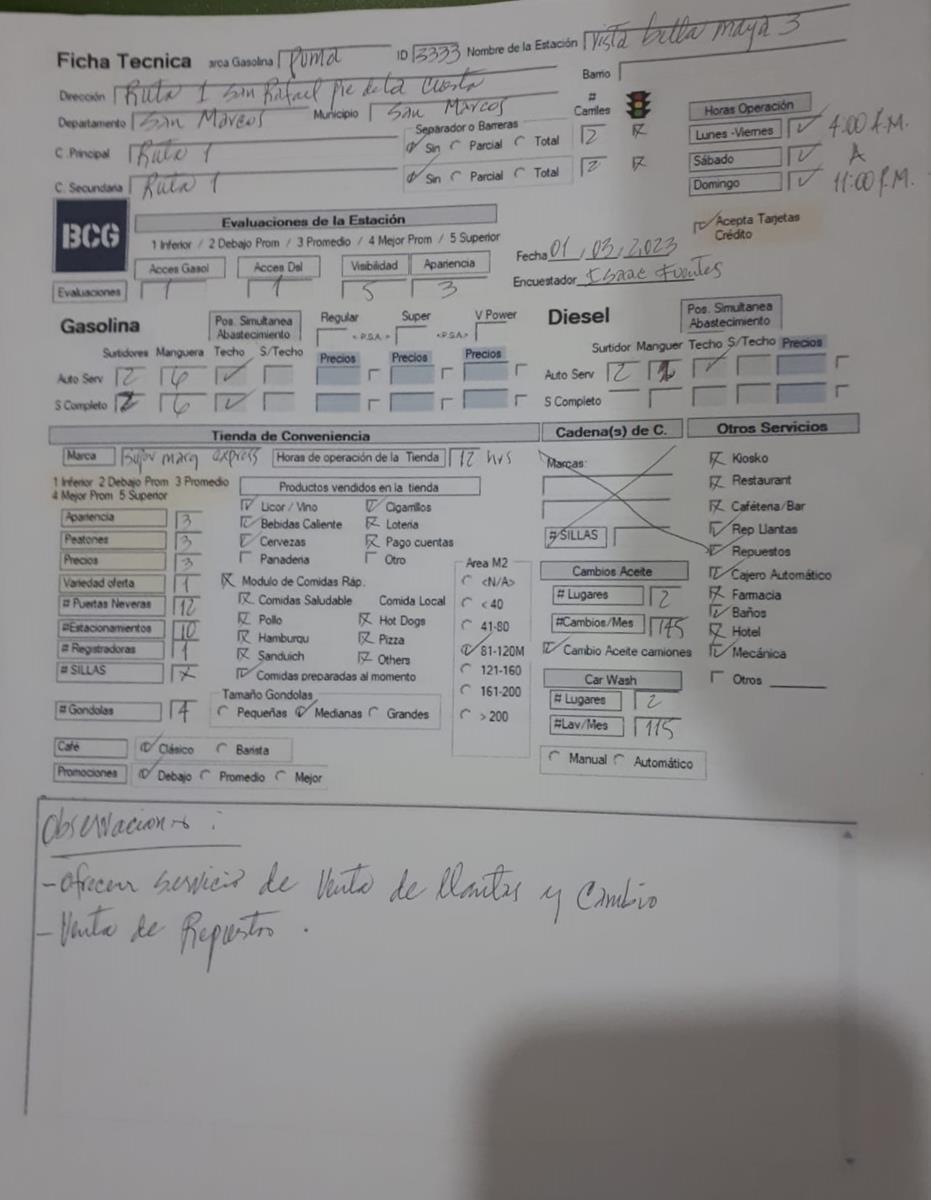 Ficha Tecnica arca Gasolina Puma ID 3333 Nombre de la Estación Vista bella maya 3
Dirección Ruta 1 San Rafael Pie de la Cuesta Barrio
Departamento San Marcos Municipio San Marcos # Carriles Horas Operación
Separador o Barreras
C. Principal Ruta 1 Sin Parcial Total 2 Lunes -Viernes 4:00 A.M.
Sábado A
C. Secundaria Ruta 1 Sin Parcial Total 2 Domingo 11:00 P.M.
BCG Evaluaciones de la Estación Acepta Tarjetas Crédito
1 Inferior / 2 Debajo Prom / 3 Promedio / 4 Mejor Prom / 5 Superior Fecha 01, 03, 2,023
Acces Gasol Acces Dsl Visibilidad Apariencia Encuestador Isaac Fuentes
Evaluaciones 1 1 5 3
Gasolina Pos. Simultanea Abastecimiento Regular <P.S.A.> Super <P.S.A> V Power Diesel Pos. Simultanea Abastecimiento
Surtidores Manguera Techo S/Techo Precios Precios Precios Surtidor Manguer Techo S/Techo Precios
Auto Serv 2 6 Auto Serv 2
S Completo 2 6 S Completo
Tienda de Conveniencia Cadena(s) de C. Otros Servicios
Marca express Horas de operación de la Tienda 12 hrs Marcas: Kiosko
1 Inferior 2 Debajo Prom 3 Promedio Productos vendidos en la tienda Restaurant
4 Mejor Prom 5 Superior
Apariencia 3 Licor / Vino Cigarrillos Cafétería/Bar
Peatones 3 Bebidas Caliente Loteria #SILLAS Rep Llantas
Precios 3 Cervezas Pago cuentas Repuestos
Panaderia Otro Area M2
Variedad oferta 1 Modulo de Comidas Ráp. <N/A> Cambios Aceite Cajero Automático
# Puertas Neveras 12 Comidas Saludable Comida Local < 40 # Lugares 2 Farmacia
#Estacionamientos 10 Pollo Hot Dogs 41-80 #Cambios/Mes 145 Baños
# Registradoras 1 Hamburqu Pizza Hotel
# SILLAS Sanduich Others 81-120M Cambio Aceite camiones Mecánica
Comidas preparadas al momento 121-160 Car Wash Otros
# Gondolas 4 Tamaño Gondolas 161-200 # Lugares 2
Pequeñas Medianas Grandes > 200 #Lav/Mes 115
Café Clásico Barista
Promociones Debajo Promedio Mejor Manual Automático
Observaciones :
- Ofrecen servicio de Venta de llantas y Cambio
- Venta de Repuestro .